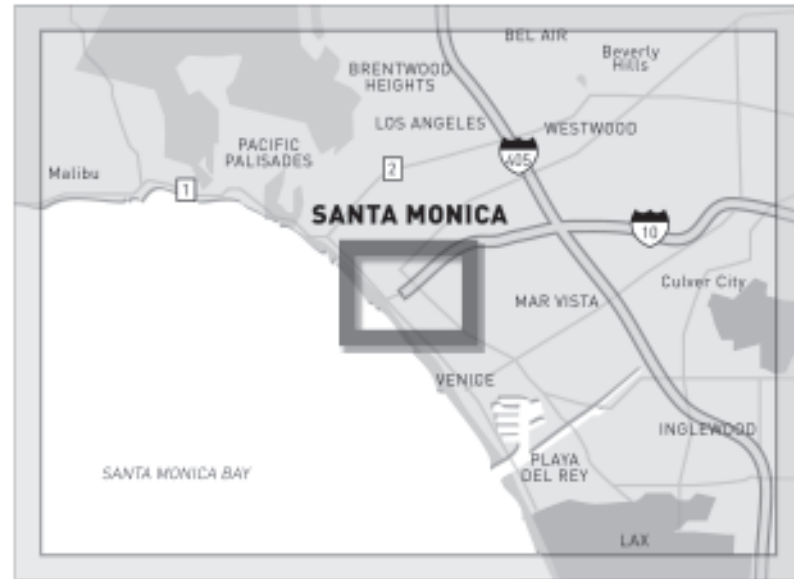 BEL AIR
Beverly
Hills
BRENTWOOD
HEIGHTS
LOS ANGELES
WESTWOOD
PACIFIC
PALISADES
405
2
Malibu
1
SANTA MONICA
10
Culver City
MAR VISTA
VENICE
INGLEWOOD
PLAYA
DEL REY
SANTA MONICA BAY
LAX